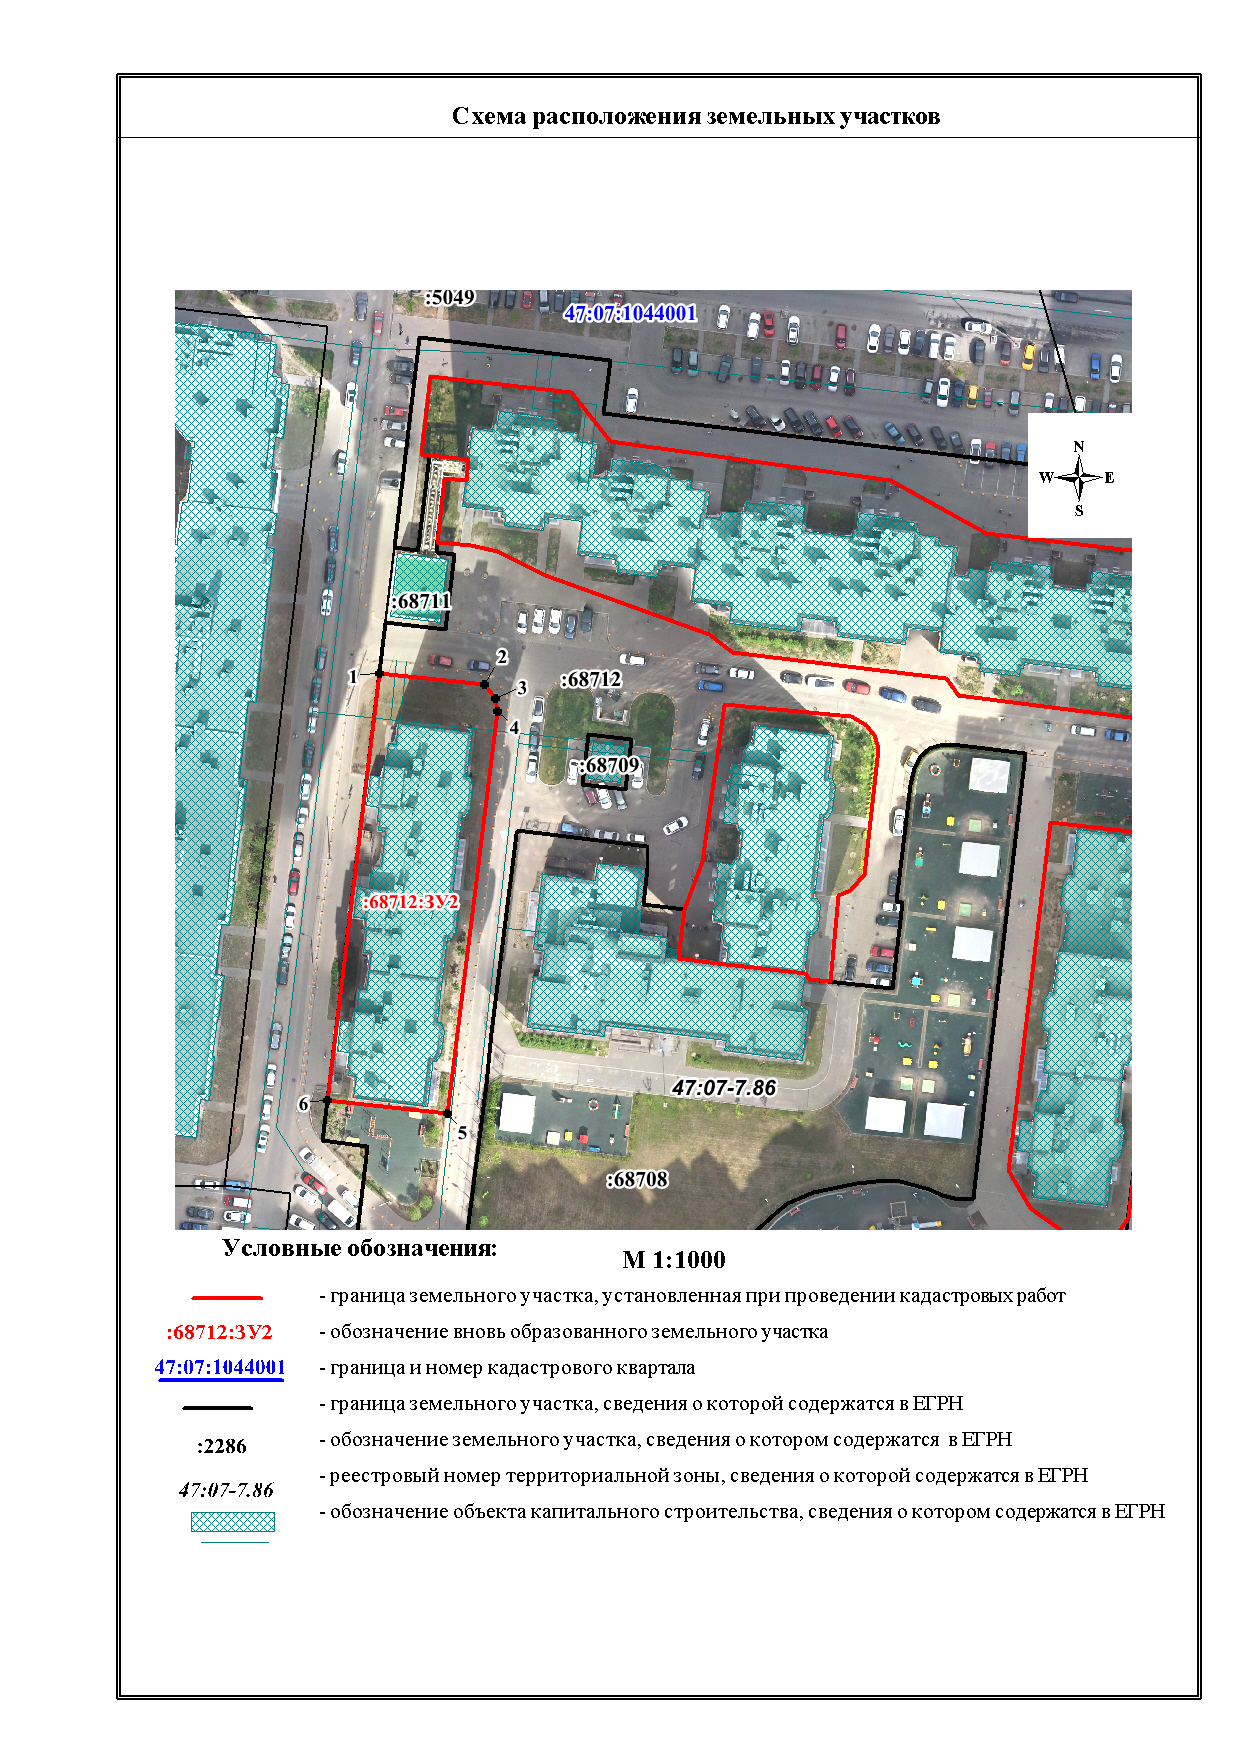 Схема расположения земельных участков
:5049
47:07:1044001
N
W E
S
:68711
1
2
3
4
:68712
:68709
:68712:ЗУ2
47:07-7.86
6
5
:68708
Условные обозначения:
М 1:1000
- граница земельного участка, установленная при проведении кадастровых работ
:68712:ЗУ2 - обозначение вновь образованного земельного участка
47:07:1044001 - граница и номер кадастрового квартала
- граница земельного участка, сведения о которой содержатся в ЕГРН
:2286 - обозначение земельного участка, сведения о котором содержатся в ЕГРН
47:07-7.86 - реестровый номер территориальной зоны, сведения о которой содержатся в ЕГРН
- обозначение объекта капитального строительства, сведения о котором содержатся в ЕГРН